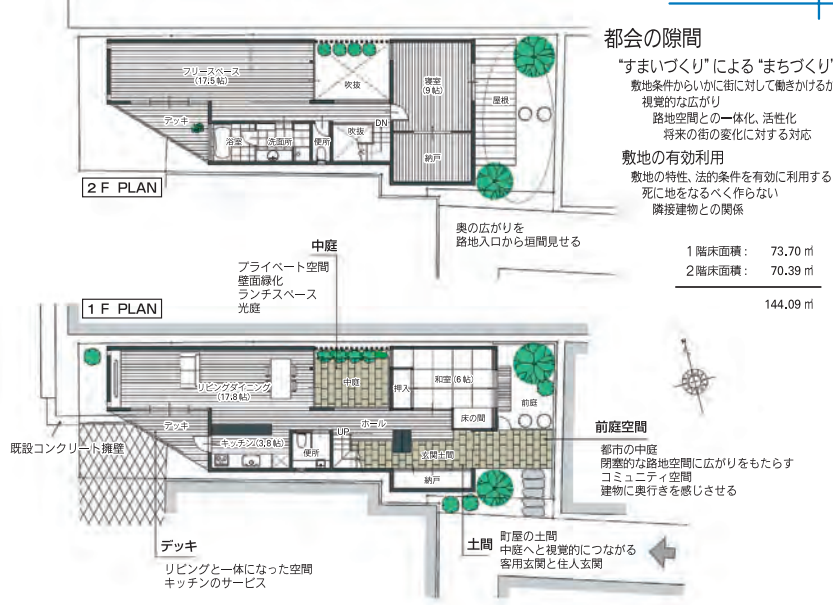 都会の隙間
“すまいづくり”による“まちづくり”
敷地条件からいかに街に対して働きかけるか
視覚的な広がり
路地空間との一体化、活性化
将来の街の変化に対する対応
敷地の有効利用
敷地の特性、法的条件を有効に利用する
死に地をなるべく作らない
隣接建物との関係
1階床面積： 73.70㎡
2階床面積： 70.39㎡
144.09㎡
フリースペース
(17.5帖)
吹抜
寝室
(9帖)
屋根
デッキ
浴室
洗面所
便所
吹抜
DN
納戸
2F PLAN
奥の広がりを
路地入口から垣間見せる
中庭
プライベート空間
壁面緑化
ランチスペース
光庭
1F PLAN
リビングダイニング
(17.8帖)
中庭
押入
和室(6帖)
前庭
床の間
デッキ
ホール
キッチン(3.8帖)
便所
UP
玄関土間
納戸
既設コンクリート擁壁
前庭空間
都市の中庭
閉塞的な路地空間に広がりをもたらす
コミュニティ空間
建物に奥行きを感じさせる
デッキ
リビングと一体になった空間
キッチンのサービス
土間
町屋の土間
中庭へと視覚的につながる
客用玄関と住人玄関